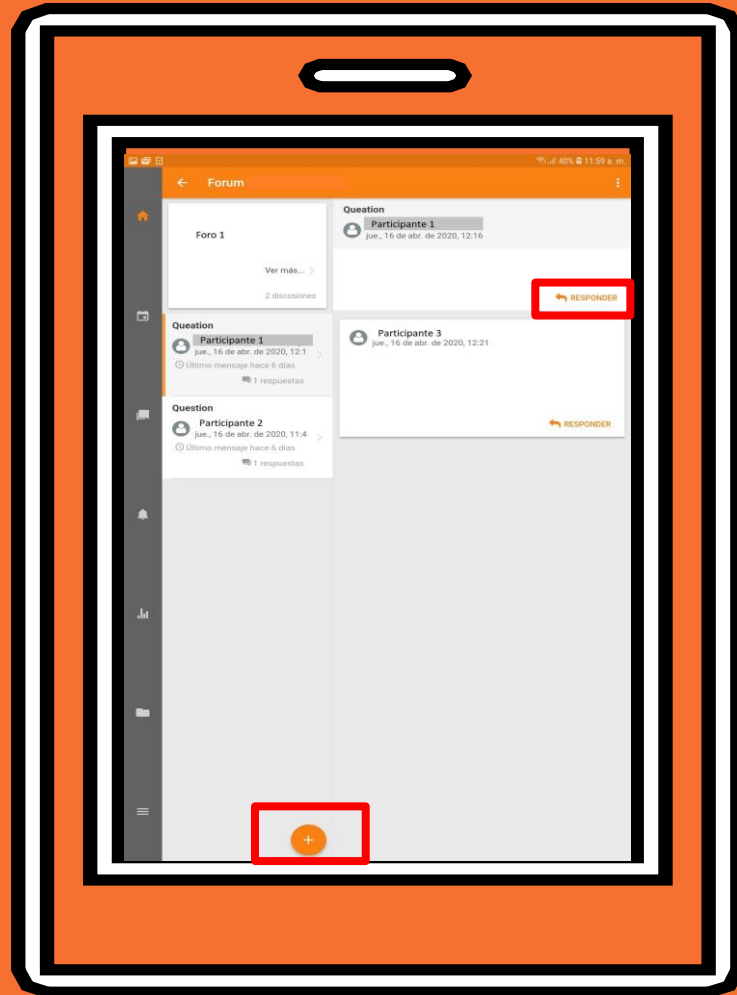 40% 11:59 a. m.
Forum
Foro 1
Ver más...
2 discusiones
Queation
Participante 1
jue., 16 de abr. de 2020, 12:1
Último mensaje hace 6 días
1 respuestas
Question
Participante 2
jue., 16 de abr. de 2020, 11:4
Último mensaje hace 6 días
1 respuestas
Queation
Participante 1
jue., 16 de abr. de 2020, 12:16
RESPONDER
Participante 3
jue., 16 de abr. de 2020, 12:21
RESPONDER